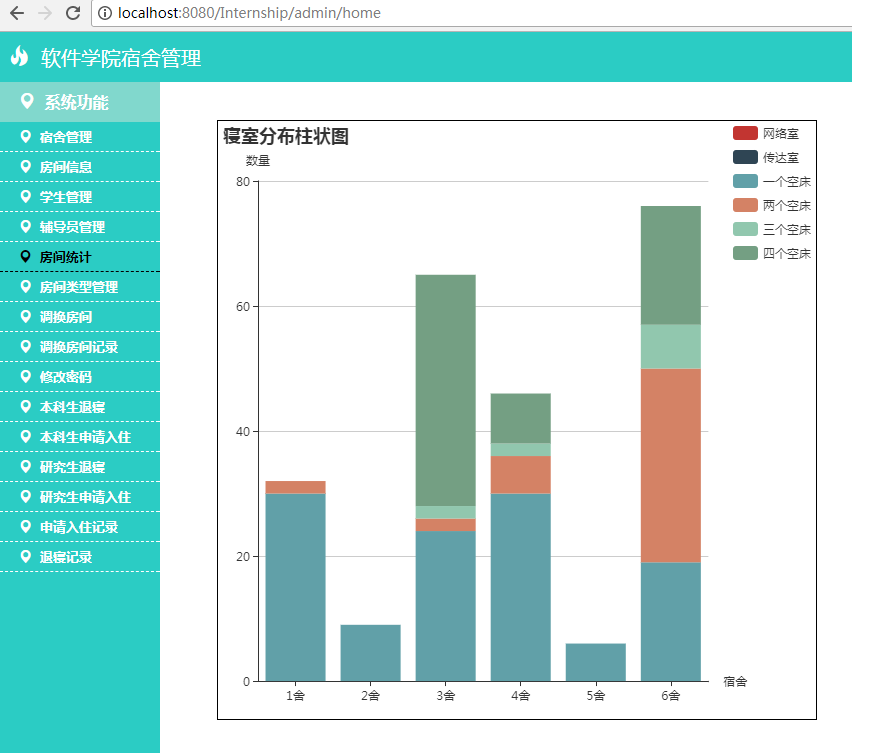 localhost:8080/Internship/admin/home
软件学院宿舍管理
系统功能
宿舍管理
房间信息
学生管理
辅导员管理
房间统计
房间类型管理
调换房间
调换房间记录
修改密码
本科生退寝
本科生申请入住
研究生退寝
研究生申请入住
申请入住记录
退寝记录
寝室分布柱状图
数量
80
60
40
20
0
1舍
2舍
3舍
4舍
5舍
6舍
宿舍
网络室
传达室
一个空床
两个空床
三个空床
四个空床